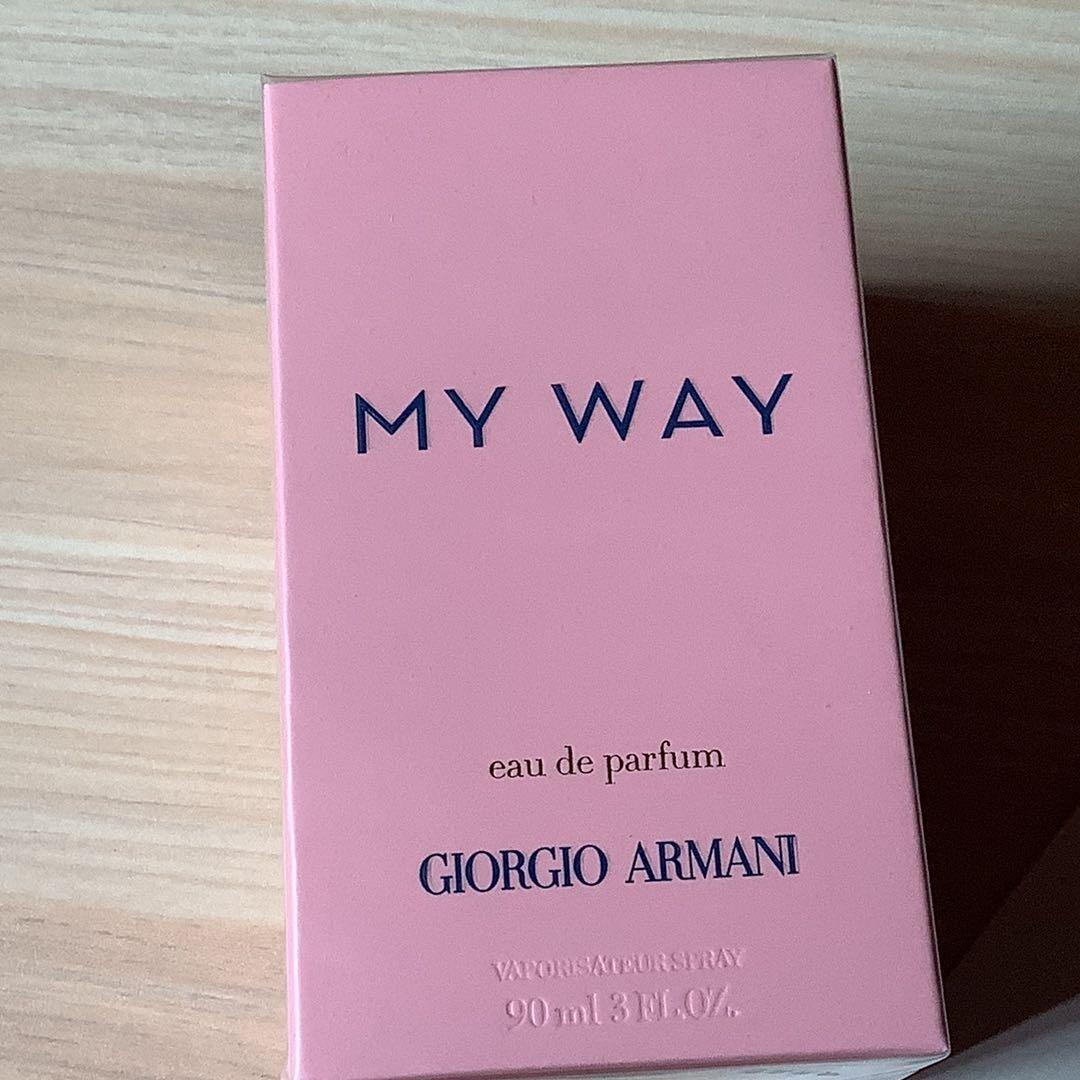 MY WAY
eau de parfum
GIORGIO ARMANI
VAPORISATEUR SPRAY
90 ml 3 FL.OZ.